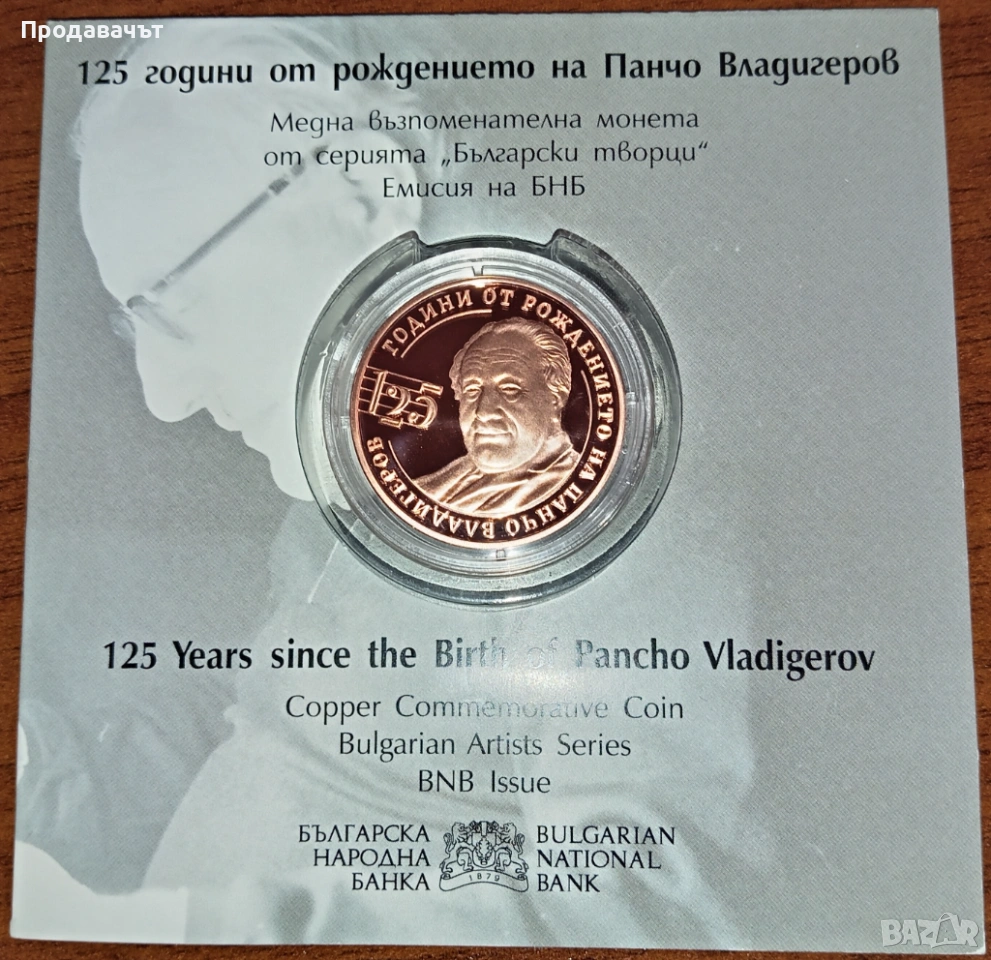 Продавачът
125 години от рождението на Панчо Владигеров
Медна възпоменателна монета
от серията „Български творци“
Емисия на БНБ
ГОДИНИ ОТ РОЖДЕНИЕТО НА ПАНЧО ВЛАДИГЕРОВ
125
125 Years since the Birth of Pancho Vladigerov
Copper Commemorative Coin
Bulgarian Artists Series
BNB Issue
БЪЛГАРСКА
НАРОДНА
БАНКА
1879
BULGARIAN
NATIONAL
BANK
BAZAR